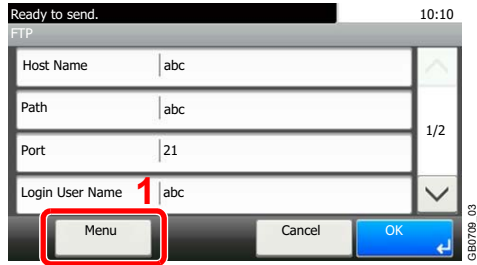 Ready to send. 10:10
FTP
Host Name abc
Path abc
1/2
Port 21
Login User Name 1 abc
Menu Cancel OK
GB0709_03